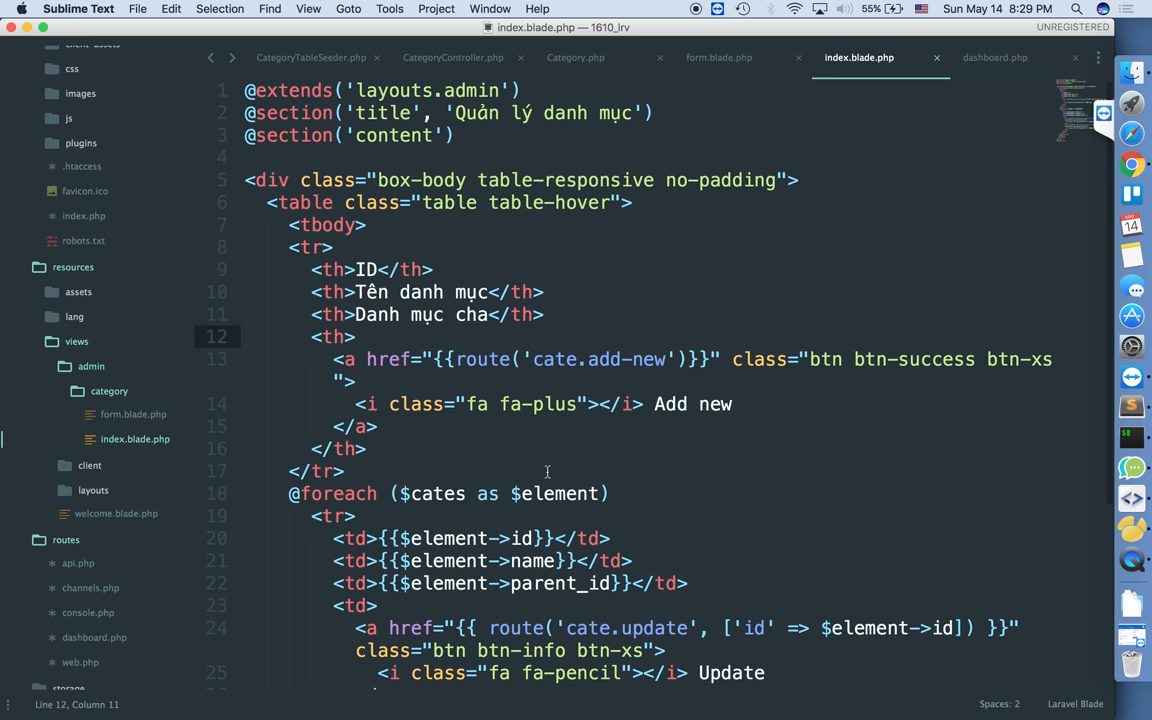 Sublime Text File Edit Selection Find View Goto Tools Project Window Help 55% Sun May 14 8:29 PM
index.blade.php — 1610_lrv UNREGISTERED
CategoryTableSeeder.php × CategoryController.php × Category.php × form.blade.php × index.blade.php × dashboard.php ×
client-assets
css
images
js
plugins
.htaccess
favicon.ico
index.php
robots.txt
resources
assets
lang
views
admin
category
form.blade.php
index.blade.php
client
layouts
welcome.blade.php
routes
api.php
channels.php
console.php
dashboard.php
web.php
storage
1 @extends('layouts.admin')
2 @section('title', 'Quản lý danh mục')
3 @section('content')
4
5 <div class="box-body table-responsive no-padding">
6 <table class="table table-hover">
7 <tbody>
8 <tr>
9 <th>ID</th>
10 <th>Tên danh mục</th>
11 <th>Danh mục cha</th>
12 <th>
13 <a href="{{route('cate.add-new')}}" class="btn btn-success btn-xs
">
14 <i class="fa fa-plus"></i> Add new
15 </a>
16 </th>
17 </tr>
18 @foreach ($cates as $element)
19 <tr>
20 <td>{{$element->id}}</td>
21 <td>{{$element->name}}</td>
22 <td>{{$element->parent_id}}</td>
23 <td>
24 <a href="{{ route('cate.update', ['id' => $element->id]) }}"
class="btn btn-info btn-xs">
25 <i class="fa fa-pencil"></i> Update
Line 12, Column 11 Spaces: 2 Laravel Blade
MAY
14